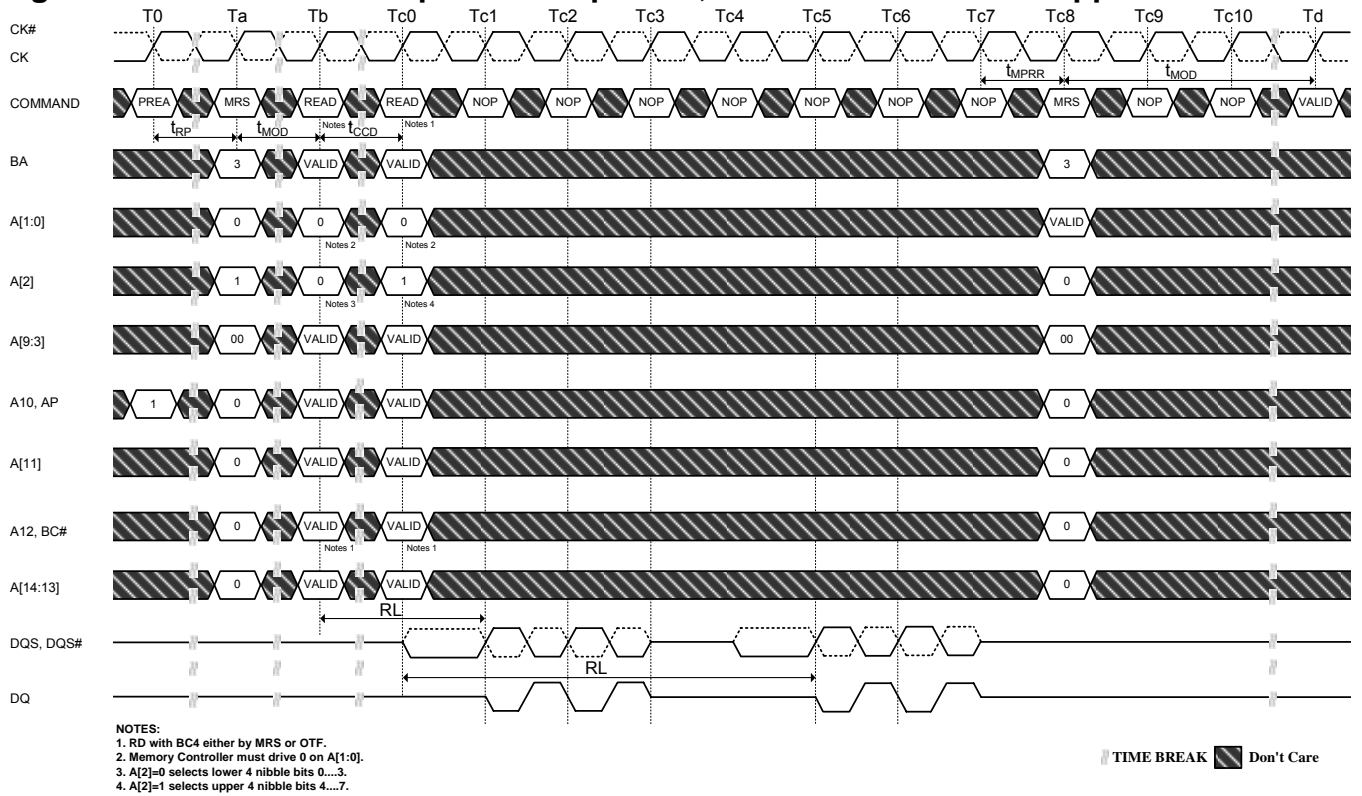 T0 Ta Tb Tc0 Tc1 Tc2 Tc3 Tc4 Tc5 Tc6 Tc7 Tc8 Tc9 Tc10 Td
CK#
CK
tMPRR tMOD
COMMAND PREA MRS READ READ NOP NOP NOP NOP NOP NOP NOP MRS NOP NOP VALID
Notes 1 Notes 1
tRP tMOD tCCD
BA 3 VALID VALID 3
A[1:0] 0 0 0 VALID
Notes 2 Notes 2
A[2] 1 0 1 0
Notes 3 Notes 4
A[9:3] 00 VALID VALID 00
A10, AP 1 0 VALID VALID 0
A[11] 0 VALID VALID 0
A12, BC# 0 VALID VALID 0
Notes 1 Notes 1
A[14:13] 0 VALID VALID 0
RL
DQS, DQS#
RL
DQ
NOTES:
1. RD with BC4 either by MRS or OTF.
2. Memory Controller must drive 0 on A[1:0].
3. A[2]=0 selects lower 4 nibble bits 0....3.
4. A[2]=1 selects upper 4 nibble bits 4....7.
TIME BREAK Don't Care